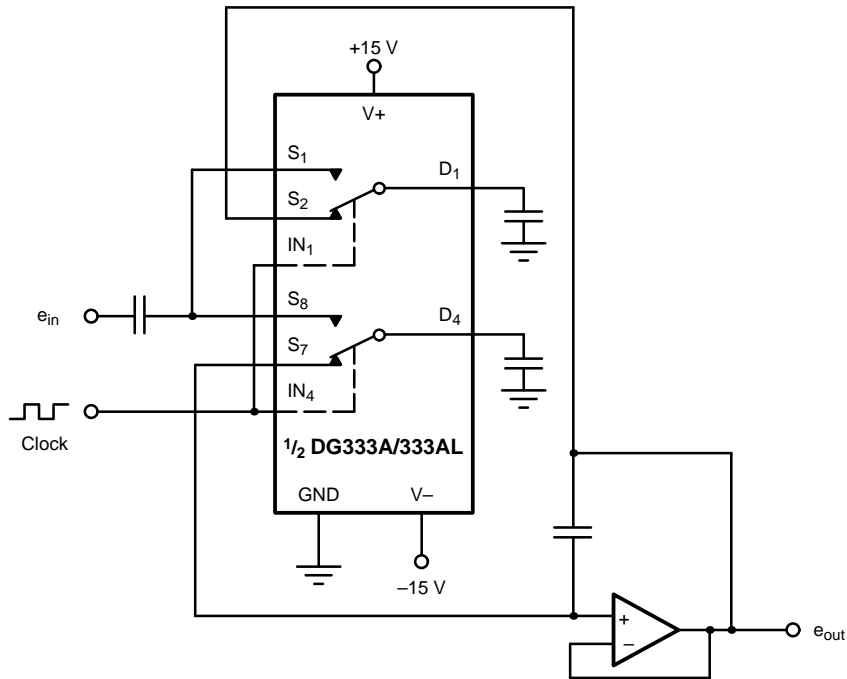 +15 V
V+
S1
D1
S2
IN1
ein
S8
D4
S7
IN4
Clock
1/2 DG333A/333AL
GND
V–
–15 V
+
–
eout